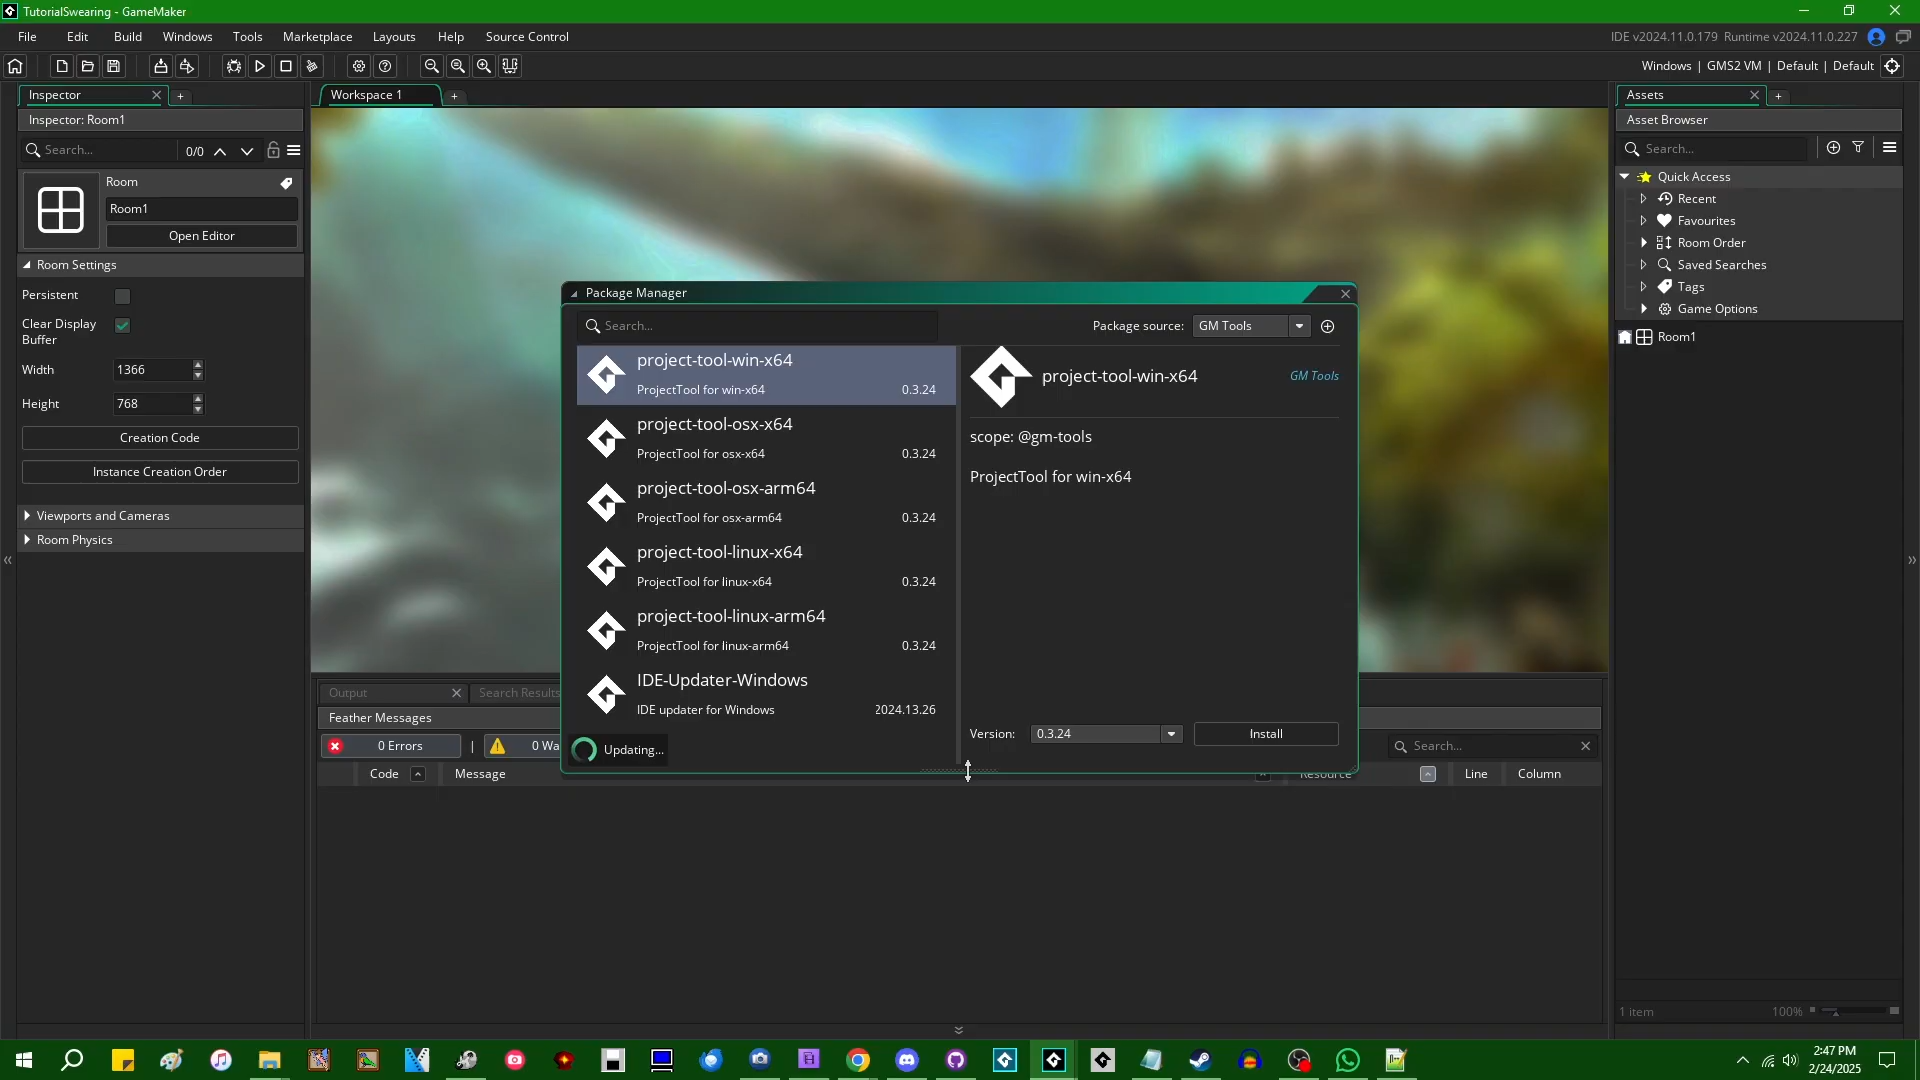 TutorialSwearing - GameMaker
File Edit Build Windows Tools Marketplace Layouts Help Source Control
IDE v2024.11.0.179 Runtime v2024.11.0.227
Windows | GMS2 VM | Default | Default
Inspector
Workspace 1
Assets
Inspector: Room1
Asset Browser
Search...
0/0
Search...
Room
Room1
Open Editor
Room Settings
Persistent
Clear Display
Buffer
Width
1366
Height
768
Creation Code
Instance Creation Order
Viewports and Cameras
Room Physics
Quick Access
Recent
Favourites
Room Order
Saved Searches
Tags
Game Options
Room1
Package Manager
Search...
Package source:
GM Tools
project-tool-win-x64
ProjectTool for win-x64
0.3.24
project-tool-osx-x64
ProjectTool for osx-x64
0.3.24
project-tool-osx-arm64
ProjectTool for osx-arm64
0.3.24
project-tool-linux-x64
ProjectTool for linux-x64
0.3.24
project-tool-linux-arm64
ProjectTool for linux-arm64
0.3.24
IDE-Updater-Windows
IDE updater for Windows
2024.13.26
Updating...
project-tool-win-x64
GM Tools
scope: @gm-tools
ProjectTool for win-x64
Version:
0.3.24
Install
Output
Search Results
Feather Messages
0 Errors
|
0 Wa
Search...
Code
Message
Resource
Line
Column
1 item
100%
2:47 PM
2/24/2025